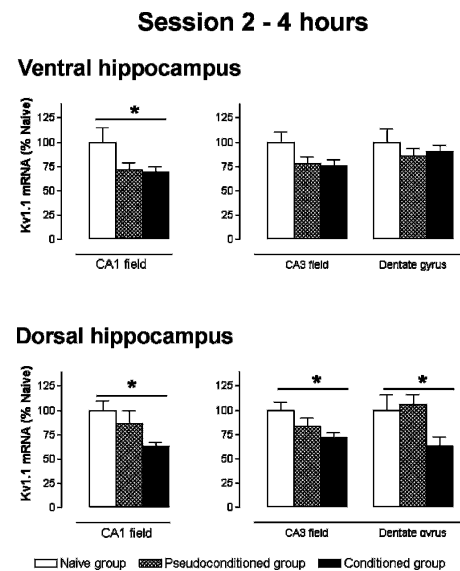 Session 2 - 4 hours
Ventral hippocampus
Kv1.1 mRNA (% Naive)
125
100
75
50
25
0
*
CA1 field
125
100
75
50
25
0
CA3 field
Dentate gyrus
Dorsal hippocampus
Kv1.1 mRNA (% Naive)
125
100
75
50
25
0
*
CA1 field
125
100
75
50
25
0
*
*
CA3 field
Dentate gyrus
Naive group Pseudoconditioned group Conditioned group